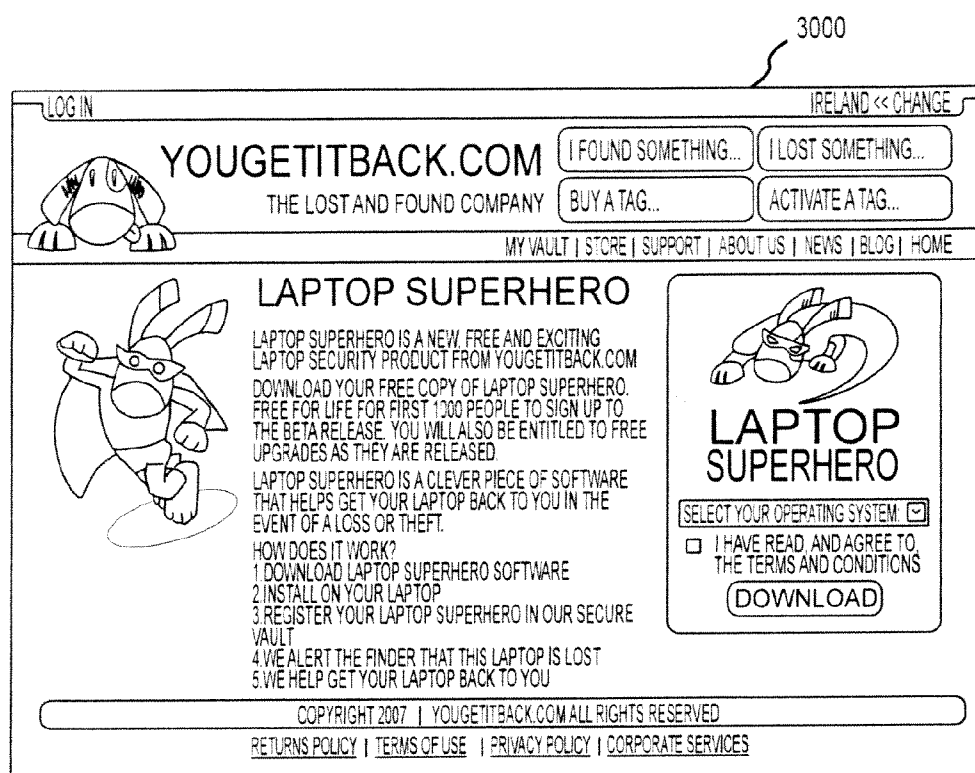 3000
LOG IN
IRELAND << CHANGE
YOUGETITBACK.COM
THE LOST AND FOUND COMPANY
I FOUND SOMETHING...
I LOST SOMETHING...
BUY A TAG...
ACTIVATE A TAG...
MY VAULT | STORE | SUPPORT | ABOUT US | NEWS | BLOG | HOME
LAPTOP SUPERHERO
LAPTOP SUPERHERO IS A NEW, FREE AND EXCITING
LAPTOP SECURITY PRODUCT FROM YOUGETITBACK.COM
DOWNLOAD YOUR FREE COPY OF LAPTOP SUPERHERO.
FREE FOR LIFE FOR FIRST 1000 PEOPLE TO SIGN UP TO
THE BETA RELEASE. YOU WILL ALSO BE ENTITLED TO FREE
UPGRADES AS THEY ARE RELEASED.
LAPTOP SUPERHERO IS A CLEVER PIECE OF SOFTWARE
THAT HELPS GET YOUR LAPTOP BACK TO YOU IN THE
EVENT OF A LOSS OR THEFT.
HOW DOES IT WORK?
1.DOWNLOAD LAPTOP SUPERHERO SOFTWARE
2.INSTALL ON YOUR LAPTOP
3.REGISTER YOUR LAPTOP SUPERHERO IN OUR SECURE
VAULT
4.WE ALERT THE FINDER THAT THIS LAPTOP IS LOST
5.WE HELP GET YOUR LAPTOP BACK TO YOU
LAPTOP
SUPERHERO
SELECT YOUR OPERATING SYSTEM:
I HAVE READ, AND AGREE TO,
THE TERMS AND CONDITIONS
DOWNLOAD
COPYRIGHT 2007 | YOUGETITBACK.COM ALL RIGHTS RESERVED
RETURNS POLICY | TERMS OF USE | PRIVACY POLICY | CORPORATE SERVICES